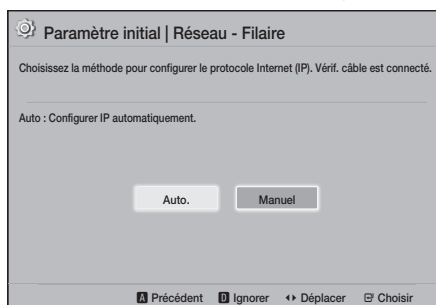 Paramètre initial | Réseau - Filaire
Choisissez la méthode pour configurer le protocole Internet (IP). Vérif. câble est connecté.
Auto : Configurer IP automatiquement.
Auto. Manuel
A Précédent D Ignorer Déplacer Choisir